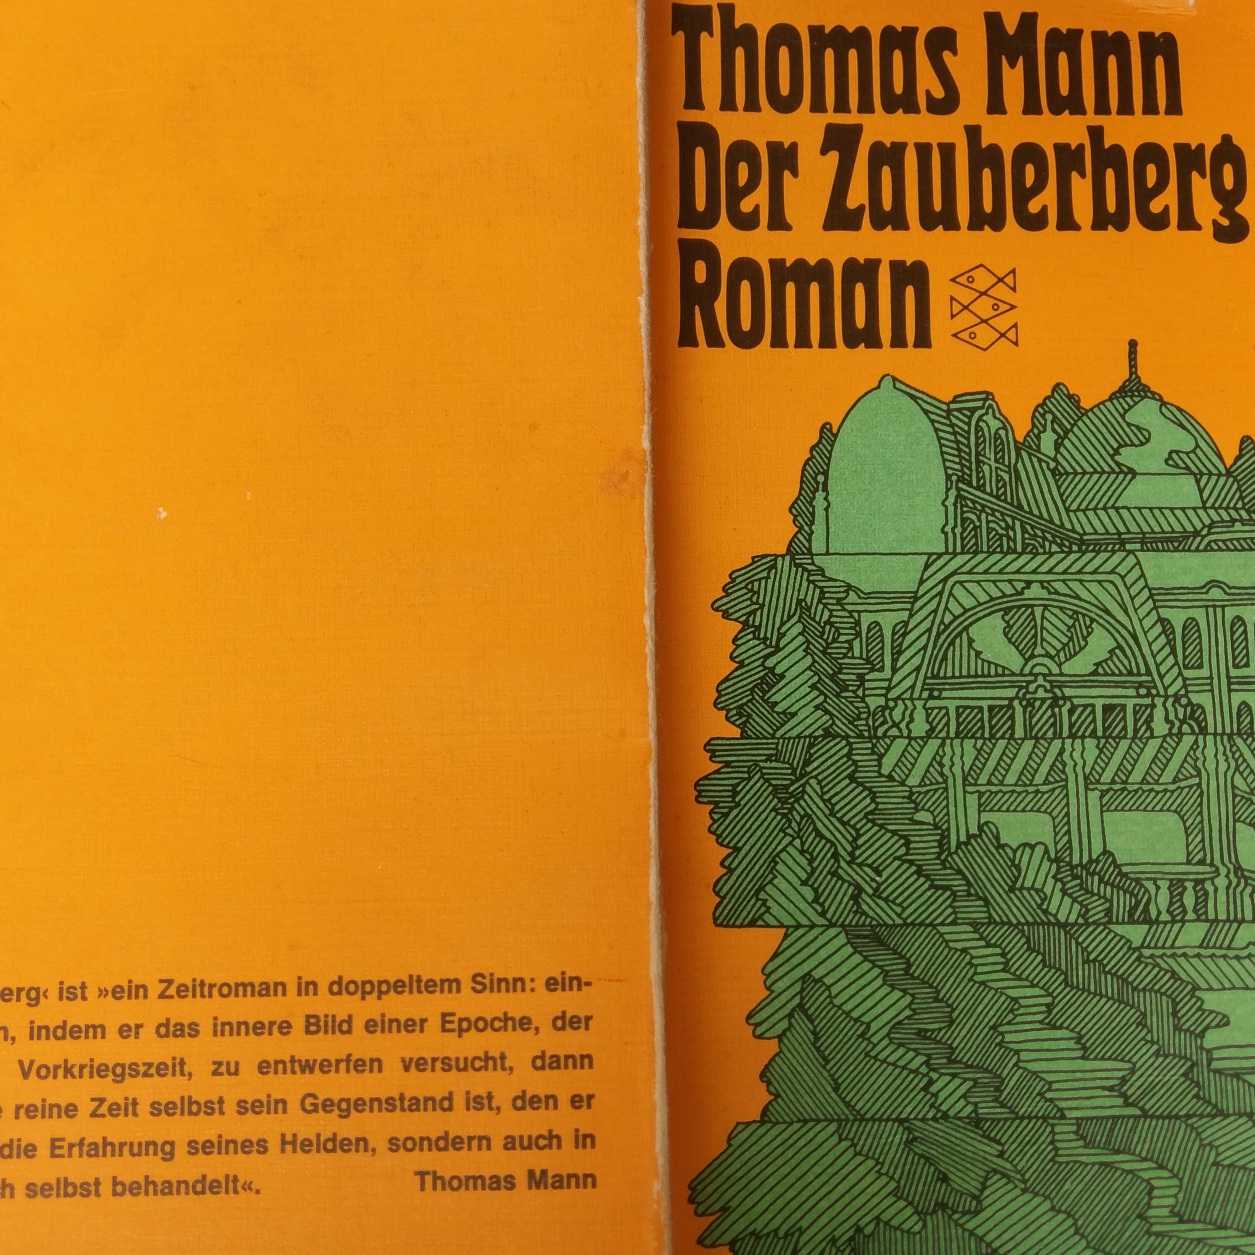 Thomas Mann
Der Zauberberg
Roman
erg‹ ist »ein Zeitroman in doppeltem Sinn: ein-
indem er das innere Bild einer Epoche, der
Vorkriegszeit, zu entwerfen versucht, dann
reine Zeit selbst sein Gegenstand ist, den er
die Erfahrung seines Helden, sondern auch in
h selbst behandelt«. Thomas Mann